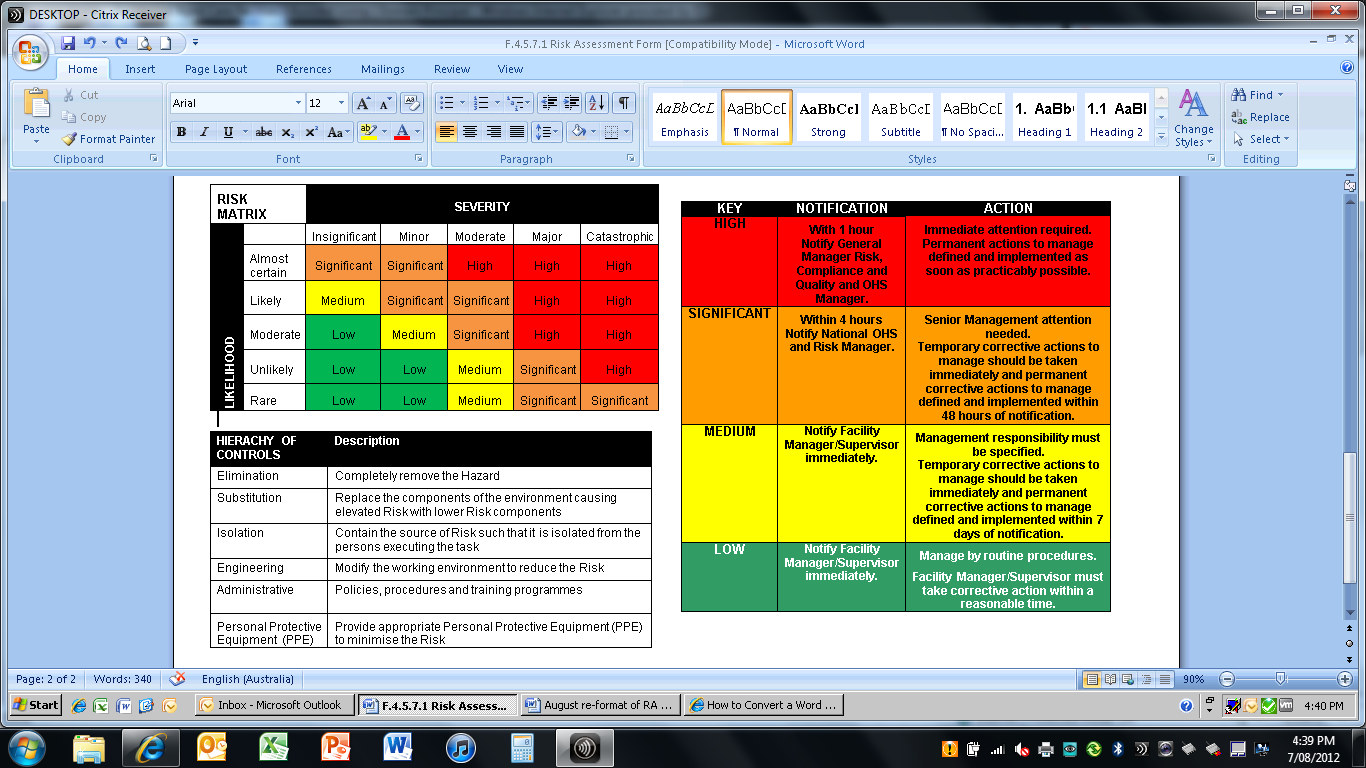 DESKTOP - Citrix Receiver
F.4.5.7.1 Risk Assessment Form [Compatibility Mode] - Microsoft Word
Home Insert Page Layout References Mailings Review View
Paste
Cut
Copy
Format Painter
Clipboard
Arial 12
Font
Paragraph
AaBbCcD AaBbCcD AaBbCcI AaBbCcD AaBbCcD 1. AaBb 1.1 AaBl
Emphasis ¶ Normal Strong Subtitle ¶ No Spaci... Heading 1 Heading 2
Change
Styles
Styles
Find
Replace
Select
Editing
RISK
MATRIX
SEVERITY
LIKELIHOOD
Insignificant Minor Moderate Major Catastrophic
Almost
certain
Significant Significant High High High
Likely Medium Significant Significant High High
Moderate Low Medium Significant High High
Unlikely Low Low Medium Significant High
Rare Low Low Medium Significant Significant
HIERACHY OF
CONTROLS
Description
Elimination Completely remove the Hazard
Substitution Replace the components of the environment causing
elevated Risk with lower Risk components
Isolation Contain the source of Risk such that it is isolated from the
persons executing the task
Engineering Modify the working environment to reduce the Risk
Administrative Policies, procedures and training programmes
Personal Protective
Equipment (PPE)
Provide appropriate Personal Protective Equipment (PPE)
to minimise the Risk
KEY NOTIFICATION ACTION
HIGH
With 1 hour
Notify General
Manager Risk,
Compliance and
Quality and OHS
Manager.
Immediate attention required.
Permanent actions to manage
defined and implemented as
soon as practicably possible.
SIGNIFICANT
Within 4 hours
Notify National OHS
and Risk Manager.
Senior Management attention
needed.
Temporary corrective actions to
manage should be taken
immediately and permanent
corrective actions to manage
defined and implemented within
48 hours of notification.
MEDIUM
Notify Facility
Manager/Supervisor
immediately.
Management responsibility must
be specified.
Temporary corrective actions to
manage should be taken
immediately and permanent
corrective actions to manage
defined and implemented within 7
days of notification.
LOW
Notify Facility
Manager/Supervisor
immediately.
Manage by routine procedures.
Facility Manager/Supervisor must
take corrective action within a
reasonable time.
Page: 2 of 2 Words: 340 English (Australia) 90%
Start Inbox - Microsoft Outlook F.4.5.7.1 Risk Assess... August re-format of RA ... How to Convert a Word ... 4:40 PM
4:39 PM
7/08/2012